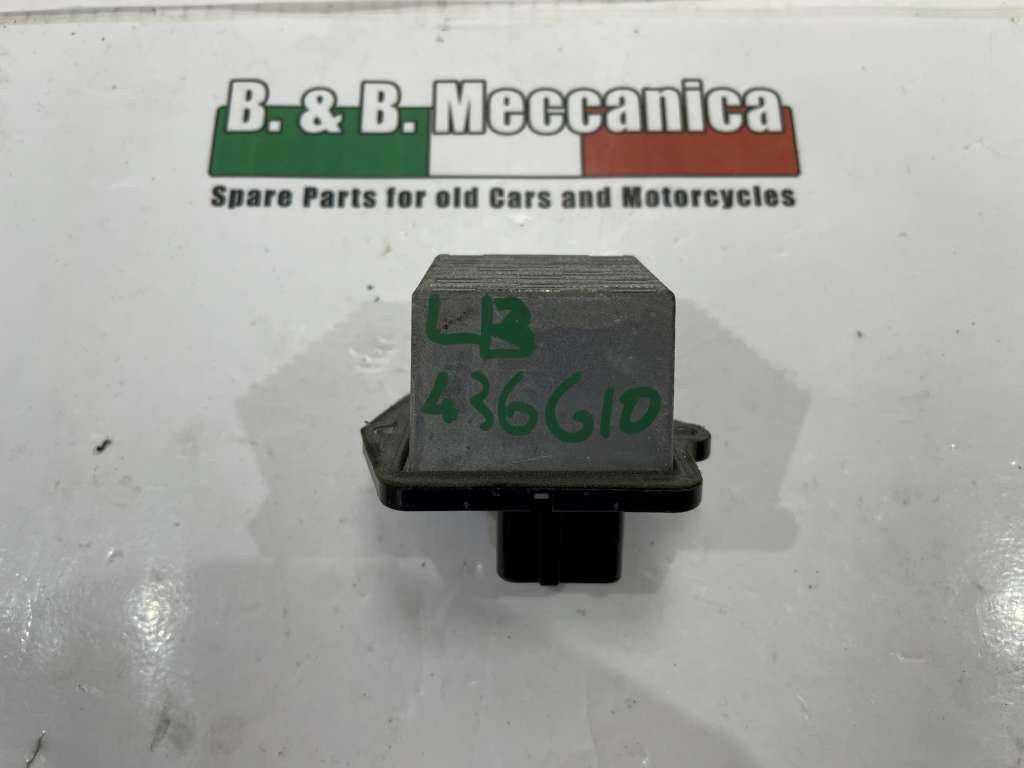 B. & B. Meccanica
Spare Parts for old Cars and Motorcycles
LB
436G10